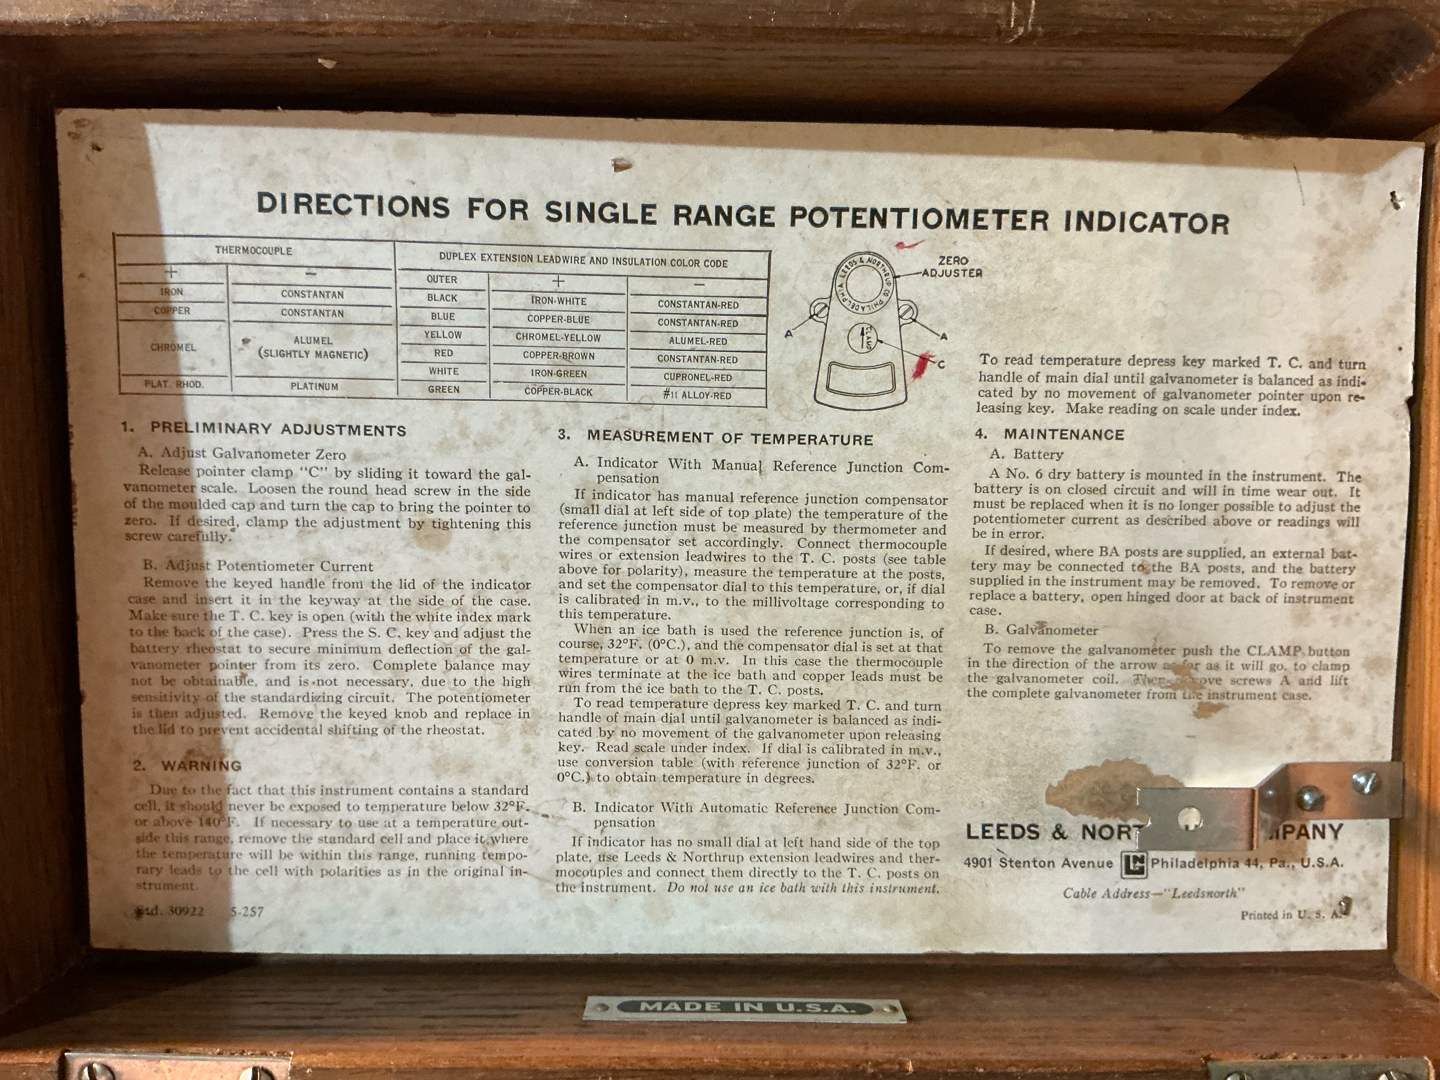 DIRECTIONS FOR SINGLE RANGE POTENTIOMETER INDICATOR
THERMOCOUPLE
DUPLEX EXTENSION LEADWIRE AND INSULATION COLOR CODE
+ −
OUTER + −
IRON CONSTANTAN
BLACK IRON-WHITE CONSTANTAN-RED
COPPER CONSTANTAN
BLUE COPPER-BLUE CONSTANTAN-RED
CHROMEL ALUMEL
(SLIGHTLY MAGNETIC)
YELLOW CHROMEL-YELLOW ALUMEL-RED
RED COPPER-BROWN CONSTANTAN-RED
WHITE IRON-GREEN CUPRONEL-RED
PLAT. RHOD. PLATINUM
GREEN COPPER-BLACK #11 ALLOY-RED
LEEDS & NORTHRUP CO PHILADELPHIA
ZERO
ADJUSTER
A
A
CLAMP
C
1. PRELIMINARY ADJUSTMENTS
A. Adjust Galvanometer Zero
Release pointer clamp "C" by sliding it toward the gal-
vanometer scale. Loosen the round head screw in the side
of the moulded cap and turn the cap to bring the pointer to
zero. If desired, clamp the adjustment by tightening this
screw carefully.
B. Adjust Potentiometer Current
Remove the keyed handle from the lid of the indicator
case and insert it in the keyway at the side of the case.
Make sure the T. C. key is open (with the white index mark
to the back of the case). Press the S. C. key and adjust the
battery rheostat to secure minimum deflection of the gal-
vanometer pointer from its zero. Complete balance may
not be obtainable, and is not necessary, due to the high
sensitivity of the standardizing circuit. The potentiometer
is then adjusted. Remove the keyed knob and replace in
the lid to prevent accidental shifting of the rheostat.
2. WARNING
Due to the fact that this instrument contains a standard
cell, it should never be exposed to temperature below 32°F.
or above 140°F. If necessary to use at a temperature out-
side this range, remove the standard cell and place it where
the temperature will be within this range, running tempo-
rary leads to the cell with polarities as in the original in-
strument.
Std. 30922 5-257
3. MEASUREMENT OF TEMPERATURE
A. Indicator With Manual Reference Junction Com-
pensation
If indicator has manual reference junction compensator
(small dial at left side of top plate) the temperature of the
reference junction must be measured by thermometer and
the compensator set accordingly. Connect thermocouple
wires or extension leadwires to the T. C. posts (see table
above for polarity), measure the temperature at the posts,
and set the compensator dial to this temperature, or, if dial
is calibrated in m.v., to the millivoltage corresponding to
this temperature.
When an ice bath is used the reference junction is, of
course, 32°F. (0°C.), and the compensator dial is set at that
temperature or at 0 m.v. In this case the thermocouple
wires terminate at the ice bath and copper leads must be
run from the ice bath to the T. C. posts.
To read temperature depress key marked T. C. and turn
handle of main dial until galvanometer is balanced as indi-
cated by no movement of the galvanometer upon releasing
key. Read scale under index. If dial is calibrated in m.v.,
use conversion table (with reference junction of 32°F. or
0°C.) to obtain temperature in degrees.
B. Indicator With Automatic Reference Junction Com-
pensation
If indicator has no small dial at left hand side of the top
plate, use Leeds & Northrup extension leadwires and ther-
mocouples and connect them directly to the T. C. posts on
the instrument. Do not use an ice bath with this instrument.
To read temperature depress key marked T. C. and turn
handle of main dial until galvanometer is balanced as indi-
cated by no movement of galvanometer pointer upon re-
leasing key. Make reading on scale under index.
4. MAINTENANCE
A. Battery
A No. 6 dry battery is mounted in the instrument. The
battery is on closed circuit and will in time wear out. It
must be replaced when it is no longer possible to adjust the
potentiometer current as described above or readings will
be in error.
If desired, where BA posts are supplied, an external bat-
tery may be connected to the BA posts, and the battery
supplied in the instrument may be removed. To remove or
replace a battery, open hinged door at back of instrument
case.
B. Galvanometer
To remove the galvanometer push the CLAMP button
in the direction of the arrow as far as it will go, to clamp
the galvanometer coil. Then remove screws A and lift
the complete galvanometer from the instrument case.
LEEDS & NORT MPANY
4901 Stenton Avenue LN Philadelphia 44, Pa., U.S.A.
Cable Address—"Leedsnorth"
Printed in U. S. A.
MADE IN U.S.A.